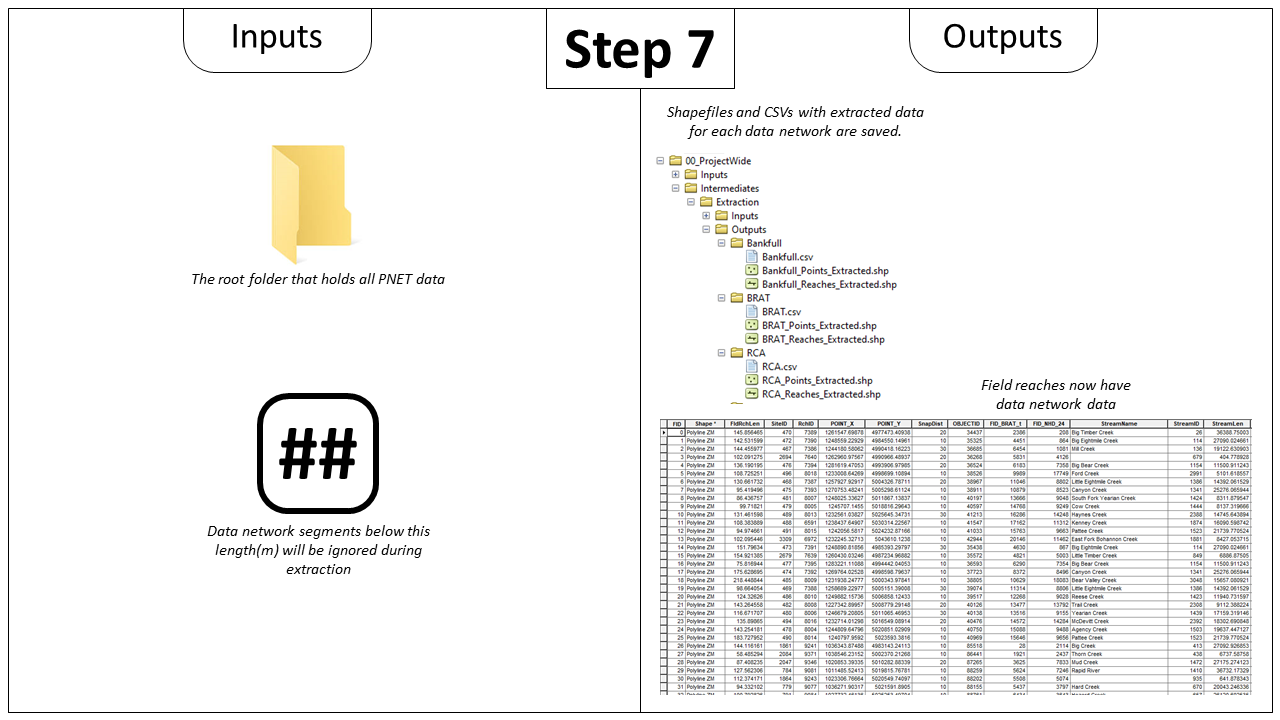 Inputs
Step 7
Outputs
The root folder that holds all PNET data
##
Data network segments below this
length(m) will be ignored during
extraction
Shapefiles and CSVs with extracted data
for each data network are saved.
00_ProjectWide
Inputs
Intermediates
Extraction
Inputs
Outputs
Bankfull
Bankfull.csv
Bankfull_Points_Extracted.shp
Bankfull_Reaches_Extracted.shp
BRAT
BRAT.csv
BRAT_Points_Extracted.shp
BRAT_Reaches_Extracted.shp
RCA
RCA.csv
RCA_Points_Extracted.shp
RCA_Reaches_Extracted.shp
Field reaches now have
data network data
FID Shape * FldRchLen SiteID RchID POINT_X POINT_Y SnapDist OBJECTID FID_BRAT_t FID_NHD_24 StreamName StreamID StreamLen
0 Polyline ZM 145.856465 470 7389 1261547.69878 4977473.40938 20 34437 2386 208 Big Timber Creek 26 36388.75003
1 Polyline ZM 142.531599 472 7390 1248559.22929 4984550.14961 10 35325 4451 864 Big Eightmile Creek 114 27090.024661
2 Polyline ZM 144.455977 467 7386 1244180.58062 4990418.16223 30 36685 6454 1081 Mill Creek 136 19122.630903
3 Polyline ZM 102.091275 2694 7640 1262960.97567 4990966.48937 20 36268 5831 4126 679 404.778928
4 Polyline ZM 136.190195 476 7394 1281619.47053 4993906.97985 20 36524 6183 7358 Big Bear Creek 1154 11500.911243
5 Polyline ZM 108.725251 496 8018 1233008.64269 4998699.10894 10 38526 9989 17749 Ford Creek 2991 5101.618557
6 Polyline ZM 130.661732 468 7387 1257927.92917 5004326.78711 20 38967 11046 8802 Little Eightmile Creek 1386 14392.061529
7 Polyline ZM 95.419496 475 7393 1270753.48241 5005298.61124 10 38911 10879 8523 Canyon Creek 1341 25276.065944
8 Polyline ZM 86.436757 481 8007 1248025.33627 5011867.13837 10 40197 13666 9048 South Fork Yearian Creek 1424 8311.879547
9 Polyline ZM 99.71821 479 8005 1245707.1455 5018816.29643 10 40597 14768 9249 Cow Creek 1444 8137.319666
10 Polyline ZM 131.461598 489 8013 1232561.03827 5025645.34731 30 41213 16286 14248 Haynes Creek 2388 14745.643894
11 Polyline ZM 108.383889 488 6591 1238437.64907 5030314.22567 10 41547 17182 11312 Kenney Creek 1874 16090.598742
12 Polyline ZM 94.974661 491 8015 1242056.5817 5024232.87166 10 41033 15763 9663 Pattee Creek 1523 21739.770524
13 Polyline ZM 102.095446 3309 6972 1232245.32713 5043610.1238 10 42944 20146 11462 East Fork Bohannon Creek 1881 8427.053715
14 Polyline ZM 151.79634 473 7391 1248890.81856 4985393.29797 30 35438 4630 867 Big Eightmile Creek 114 27090.024661
15 Polyline ZM 154.921385 2679 7639 1260430.03246 4987234.96882 10 35572 4821 5003 Little Timber Creek 849 6886.87505
16 Polyline ZM 75.816944 477 7395 1283221.11088 4994442.04053 10 36593 6290 7354 Big Bear Creek 1154 11500.911243
17 Polyline ZM 175.628695 474 7392 1269764.02528 4998598.79637 10 37723 8372 8496 Canyon Creek 1341 25276.065944
18 Polyline ZM 218.448844 485 8009 1231938.24777 5000343.97841 10 38805 10629 18083 Bear Valley Creek 3048 15657.080921
19 Polyline ZM 98.664054 469 7388 1258689.22977 5005151.39008 30 39074 11314 8806 Little Eightmile Creek 1386 14392.061529
20 Polyline ZM 124.32626 486 8010 1249882.15736 5006858.12433 10 39517 12268 9028 Reese Creek 1423 11940.731597
21 Polyline ZM 143.264558 482 8008 1227342.89957 5008779.29148 20 40126 13477 13792 Trail Creek 2308 9112.388224
22 Polyline ZM 116.671707 480 8006 1246679.20805 5011065.46953 30 40138 13516 9155 Yearian Creek 1439 17159.319146
23 Polyline ZM 135.89865 494 8016 1232714.01298 5016549.08914 20 40476 14572 14284 McDevitt Creek 2392 18302.690848
24 Polyline ZM 143.254181 478 8004 1244809.64796 5020851.02909 10 40758 15088 9488 Agency Creek 1503 19637.447127
25 Polyline ZM 183.727952 490 8014 1240797.9592 5023593.3816 10 40969 15646 9656 Pattee Creek 1523 21739.770524
26 Polyline ZM 144.116161 1861 9241 1036343.87488 4983143.24113 10 85518 28 2114 Big Creek 413 27092.926853
27 Polyline ZM 58.485294 2084 9371 1038546.23152 5002370.21268 10 86441 1921 2437 Thorn Creek 438 6737.58758
28 Polyline ZM 87.408235 2047 9346 1020853.39335 5010282.88339 20 87265 3625 7833 Mud Creek 1472 27175.274123
29 Polyline ZM 127.562306 784 9081 1011485.52413 5019815.76781 10 88259 5624 7246 Rapid River 1410 36732.17329
30 Polyline ZM 112.374171 1864 9243 1023306.76664 5028549.74097 10 88202 5508 5074 935 841.878343
31 Polyline ZM 94.332102 779 9077 1036271.90317 5021591.8905 10 88155 5437 3797 Hard Creek 670 20043.246336